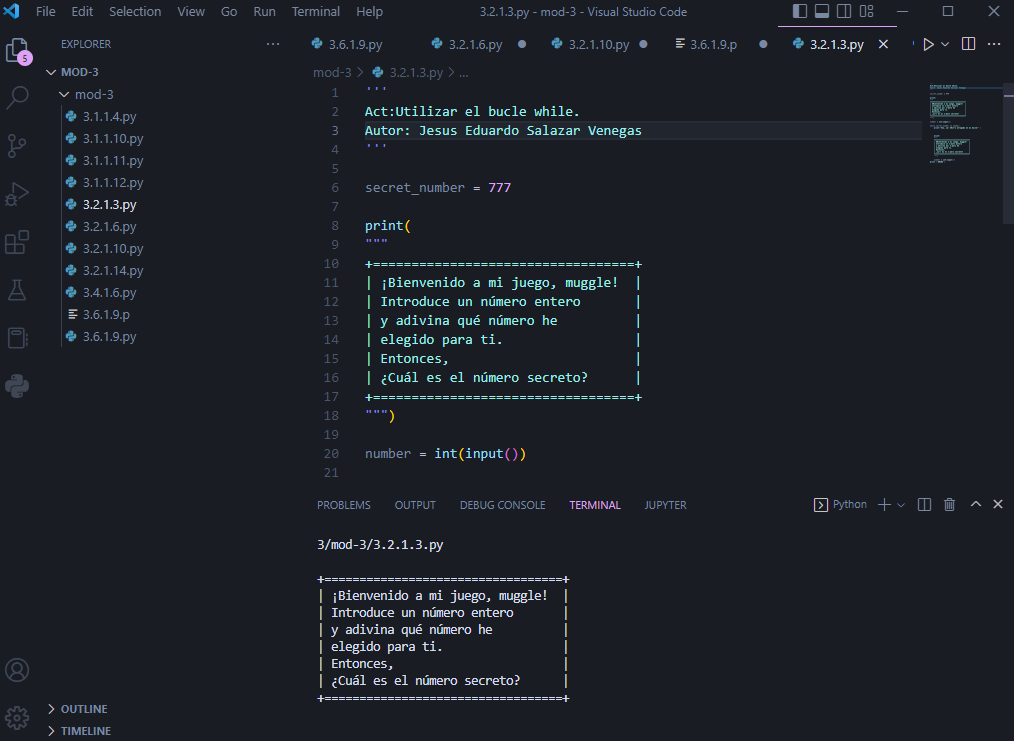 File Edit Selection View Go Run Terminal Help 3.2.1.3.py - mod-3 - Visual Studio Code
EXPLORER ... 3.6.1.9.py 3.2.1.6.py 3.2.1.10.py 3.6.1.9.p 3.2.1.3.py
5
MOD-3
mod-3
3.1.1.4.py
3.1.1.10.py
3.1.1.11.py
3.1.1.12.py
3.2.1.3.py
3.2.1.6.py
3.2.1.10.py
3.2.1.14.py
3.4.1.6.py
3.6.1.9.p
3.6.1.9.py
OUTLINE
TIMELINE
mod-3 > 3.2.1.3.py > ...
1 '''
2 Act:Utilizar el bucle while.
3 Autor: Jesus Eduardo Salazar Venegas
4 '''
5
6 secret_number = 777
7
8 print(
9 """
10 +==================================+
11 | ¡Bienvenido a mi juego, muggle!  |
12 | Introduce un número entero       |
13 | y adivina qué número he          |
14 | elegido para ti.                 |
15 | Entonces,                        |
16 | ¿Cuál es el número secreto?      |
17 +==================================+
18 """)
19
20 number = int(input())
21
PROBLEMS OUTPUT DEBUG CONSOLE TERMINAL JUPYTER Python
3/mod-3/3.2.1.3.py
+==================================+
| ¡Bienvenido a mi juego, muggle!  |
| Introduce un número entero       |
| y adivina qué número he          |
| elegido para ti.                 |
| Entonces,                        |
| ¿Cuál es el número secreto?      |
+==================================+